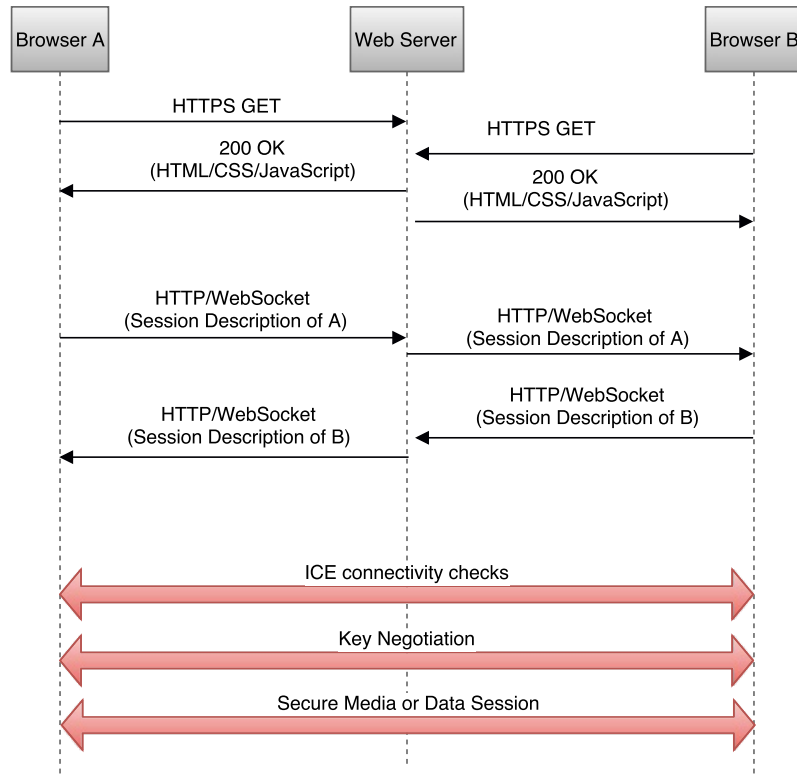 Browser A
Web Server
Browser B
HTTPS GET
HTTPS GET
200 OK
(HTML/CSS/JavaScript)
200 OK
(HTML/CSS/JavaScript)
HTTP/WebSocket
(Session Description of A)
HTTP/WebSocket
(Session Description of A)
HTTP/WebSocket
(Session Description of B)
HTTP/WebSocket
(Session Description of B)
ICE connectivity checks
Key Negotiation
Secure Media or Data Session